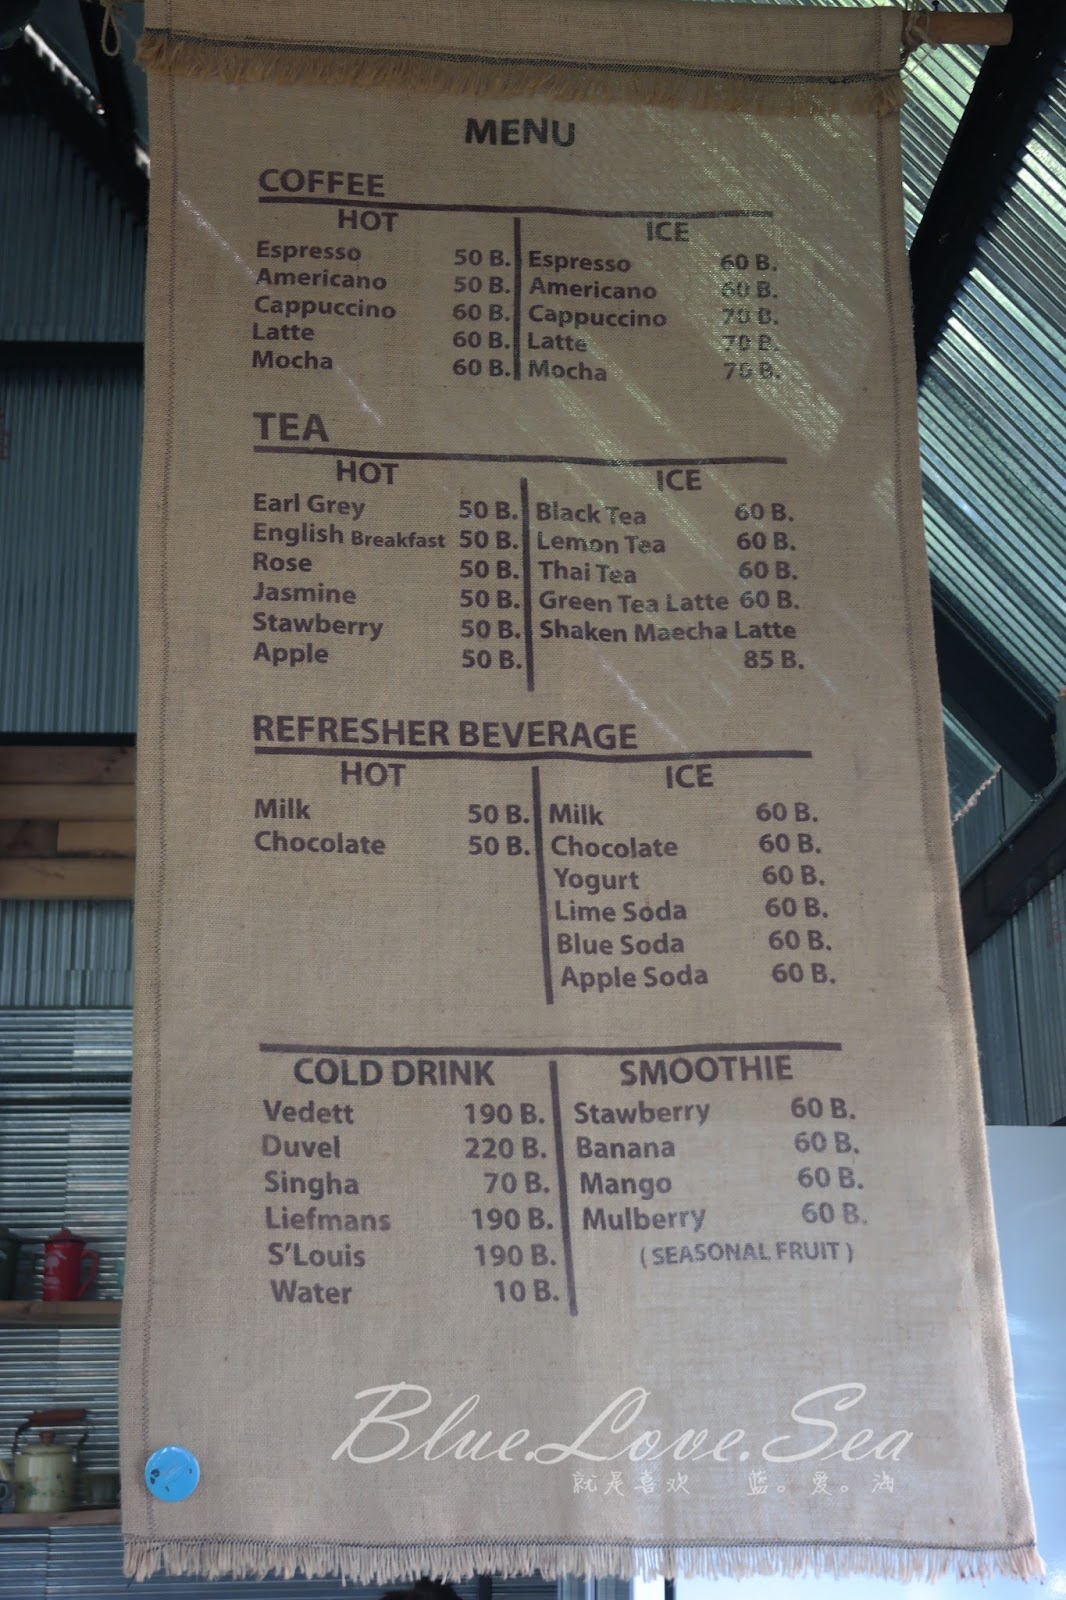 MENU
COFFEE
HOT
Espresso 50 B.
Americano 50 B.
Cappuccino 60 B.
Latte 60 B.
Mocha 60 B.
ICE
Espresso 60 B.
Americano 60 B.
Cappuccino 70 B.
Latte 70 B.
Mocha 70 B.
TEA
HOT
Earl Grey 50 B.
English Breakfast 50 B.
Rose 50 B.
Jasmine 50 B.
Stawberry 50 B.
Apple 50 B.
ICE
Black Tea 60 B.
Lemon Tea 60 B.
Thai Tea 60 B.
Green Tea Latte 60 B.
Shaken Maecha Latte
85 B.
REFRESHER BEVERAGE
HOT
Milk 50 B.
Chocolate 50 B.
ICE
Milk 60 B.
Chocolate 60 B.
Yogurt 60 B.
Lime Soda 60 B.
Blue Soda 60 B.
Apple Soda 60 B.
COLD DRINK
Vedett 190 B.
Duvel 220 B.
Singha 70 B.
Liefmans 190 B.
S'Louis 190 B.
Water 10 B.
SMOOTHIE
Stawberry 60 B.
Banana 60 B.
Mango 60 B.
Mulberry 60 B.
( SEASONAL FRUIT )
Blue.Love.Sea
就是喜欢 蓝。爱。海